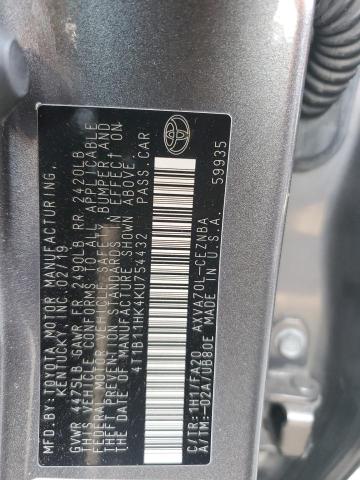 MFD. BY: TOYOTA MOTOR MANUFACTURING,
KENTUCKY, INC. 02/19
GVWR 4475LB GAWR FR 2490LB RR 2420LB
THIS VEHICLE CONFORMS TO ALL APPLICABLE
FEDERAL MOTOR VEHICLE SAFETY, BUMPER, AND
THEFT PREVENTION STANDARDS IN EFFECT ON
THE DATE OF MANUFACTURE SHOWN ABOVE.
4T1B11HK4KU754432 PASS. CAR
C/TR: 1H1/FA20 AXVA70L-CEZNBA
A/TM: -02A/UB80E MADE IN U.S.A.
59935